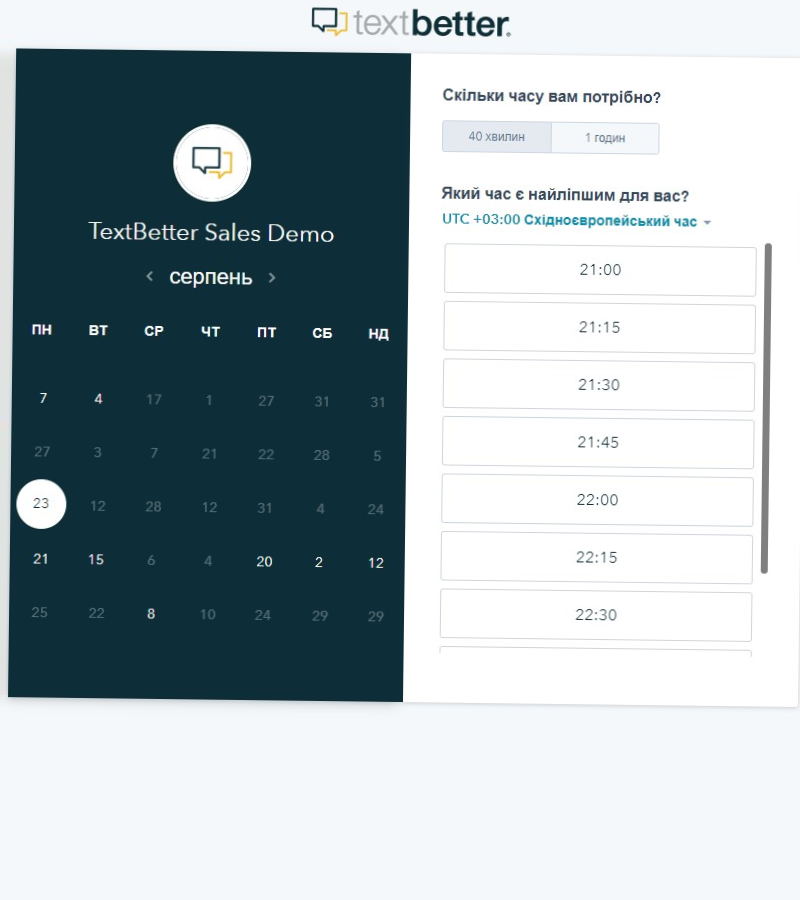 textbetter.
TextBetter Sales Demo
серпень
ПН ВТ СР ЧТ ПТ СБ НД
7 4 17 1 27 31 31
27 3 7 21 22 28 5
23 12 28 12 31 4 24
21 15 6 4 20 2 12
25 22 8 10 24 29 29
Скільки часу вам потрібно?
40 хвилин 1 годин
Який час є найліпшим для вас?
UTC +03:00 Східноєвропейський час
21:00
21:15
21:30
21:45
22:00
22:15
22:30